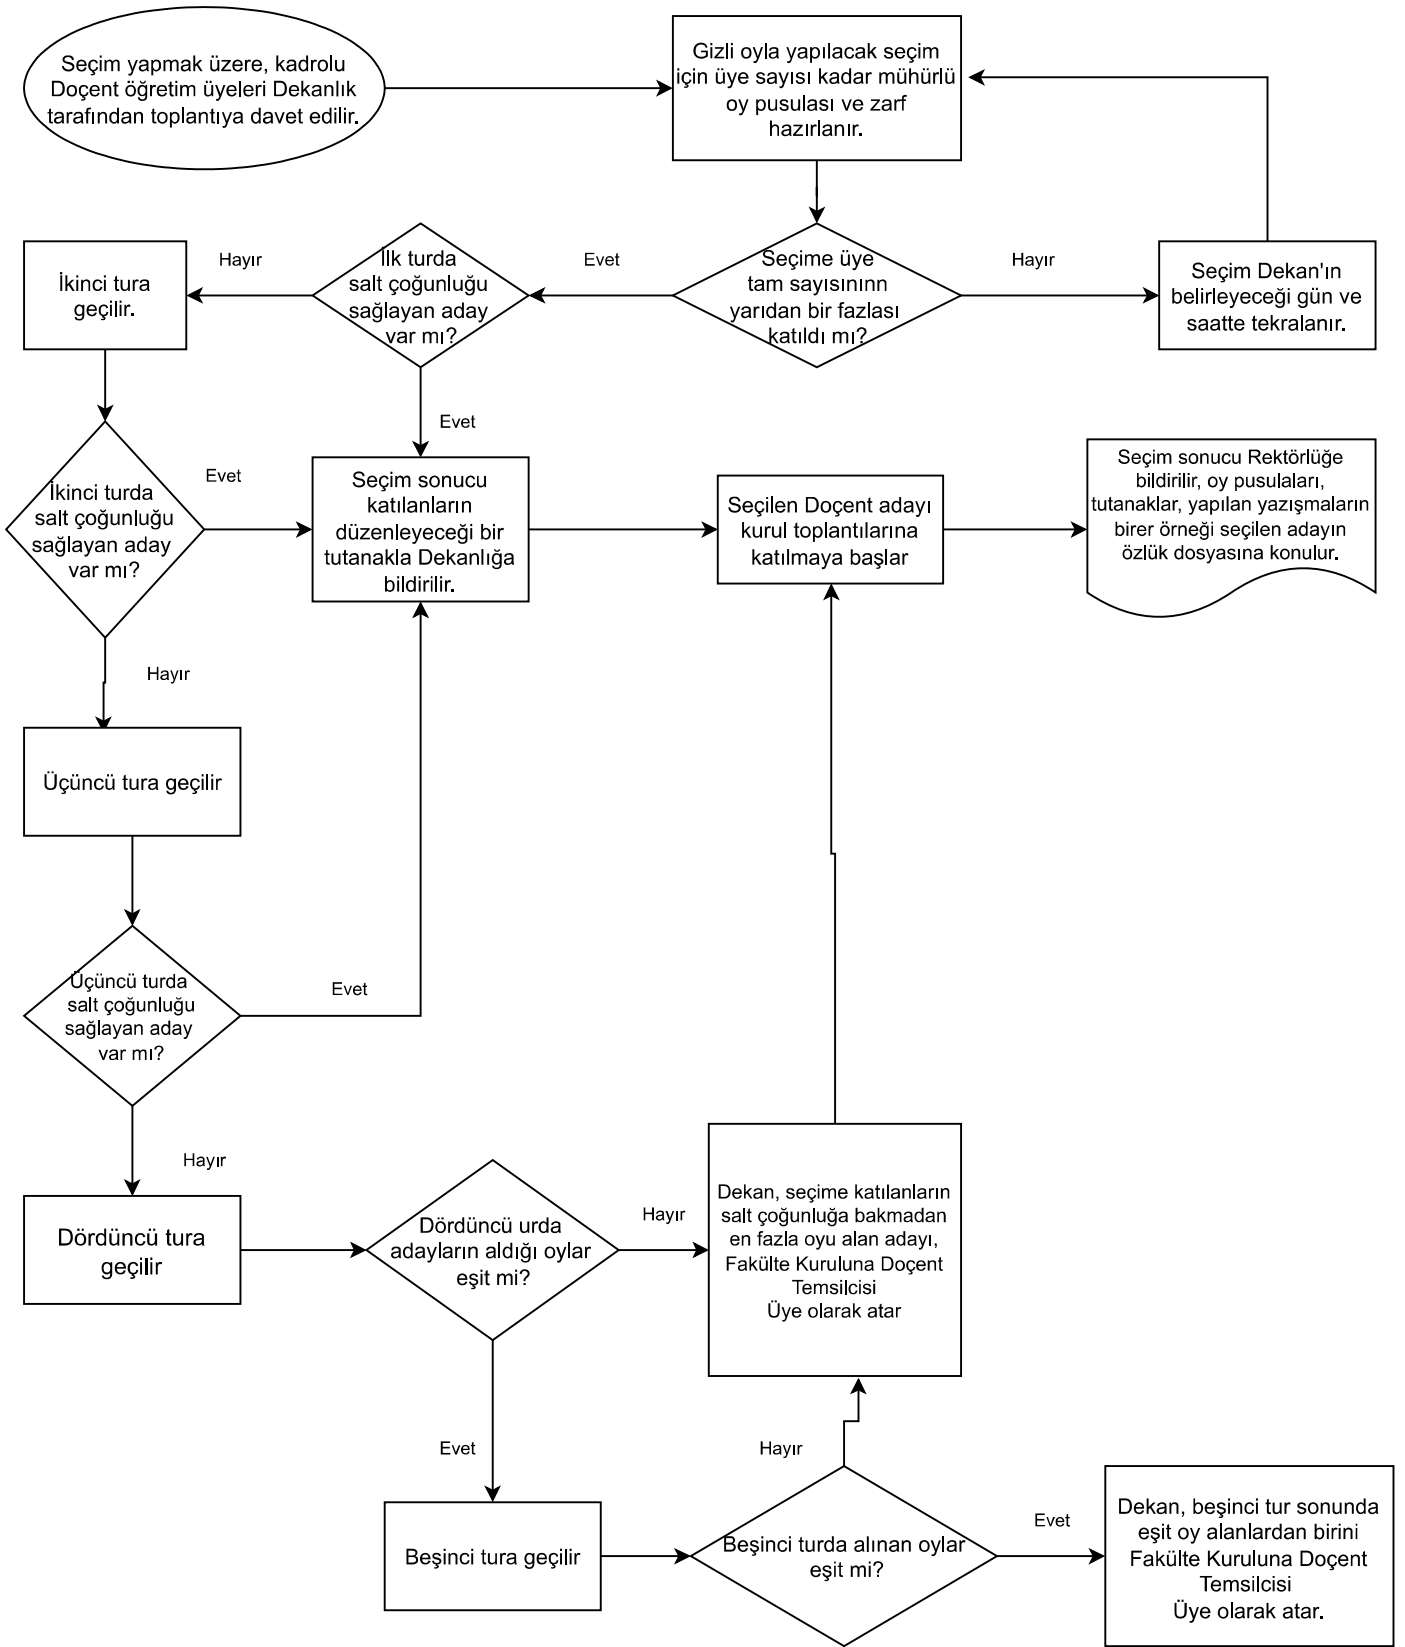 Seçim yapmak üzere, kadrolu
Doçent öğretim üyeleri Dekanlık
tarafından toplantıya davet edilir.
Gizli oyla yapılacak seçim
için üye sayısı kadar mühürlü
oy pusulası ve zarf
hazırlanır.
İkinci tura
geçilir.
Hayır
İlk turda
salt çoğunluğu
sağlayan aday
var mı?
Evet
Seçime üye
tam sayısınınn
yarıdan bir fazlası
katıldı mı?
Hayır
Seçim Dekan'ın
belirleyeceği gün ve
saatte tekralanır.
Evet
İkinci turda
salt çoğunluğu
sağlayan aday
var mı?
Evet
Seçim sonucu
katılanların
düzenleyeceği bir
tutanakla Dekanlığa
bildirilir.
Seçilen Doçent adayı
kurul toplantılarına
katılmaya başlar
Seçim sonucu Rektörlüğe
bildirilir, oy pusulaları,
tutanaklar, yapılan yazışmaların
birer örneği seçilen adayın
özlük dosyasına konulur.
Hayır
Üçüncü tura geçilir
Üçüncü turda
salt çoğunluğu
sağlayan aday
var mı?
Evet
Hayır
Dördüncü tura
geçilir
Dördüncü urda
adayların aldığı oylar
eşit mi?
Hayır
Dekan, seçime katılanların
salt çoğunluğa bakmadan
en fazla oyu alan adayı,
Fakülte Kuruluna Doçent
Temsilcisi
Üye olarak atar
Evet
Hayır
Beşinci tura geçilir
Beşinci turda alınan oylar
eşit mi?
Evet
Dekan, beşinci tur sonunda
eşit oy alanlardan birini
Fakülte Kuruluna Doçent
Temsilcisi
Üye olarak atar.